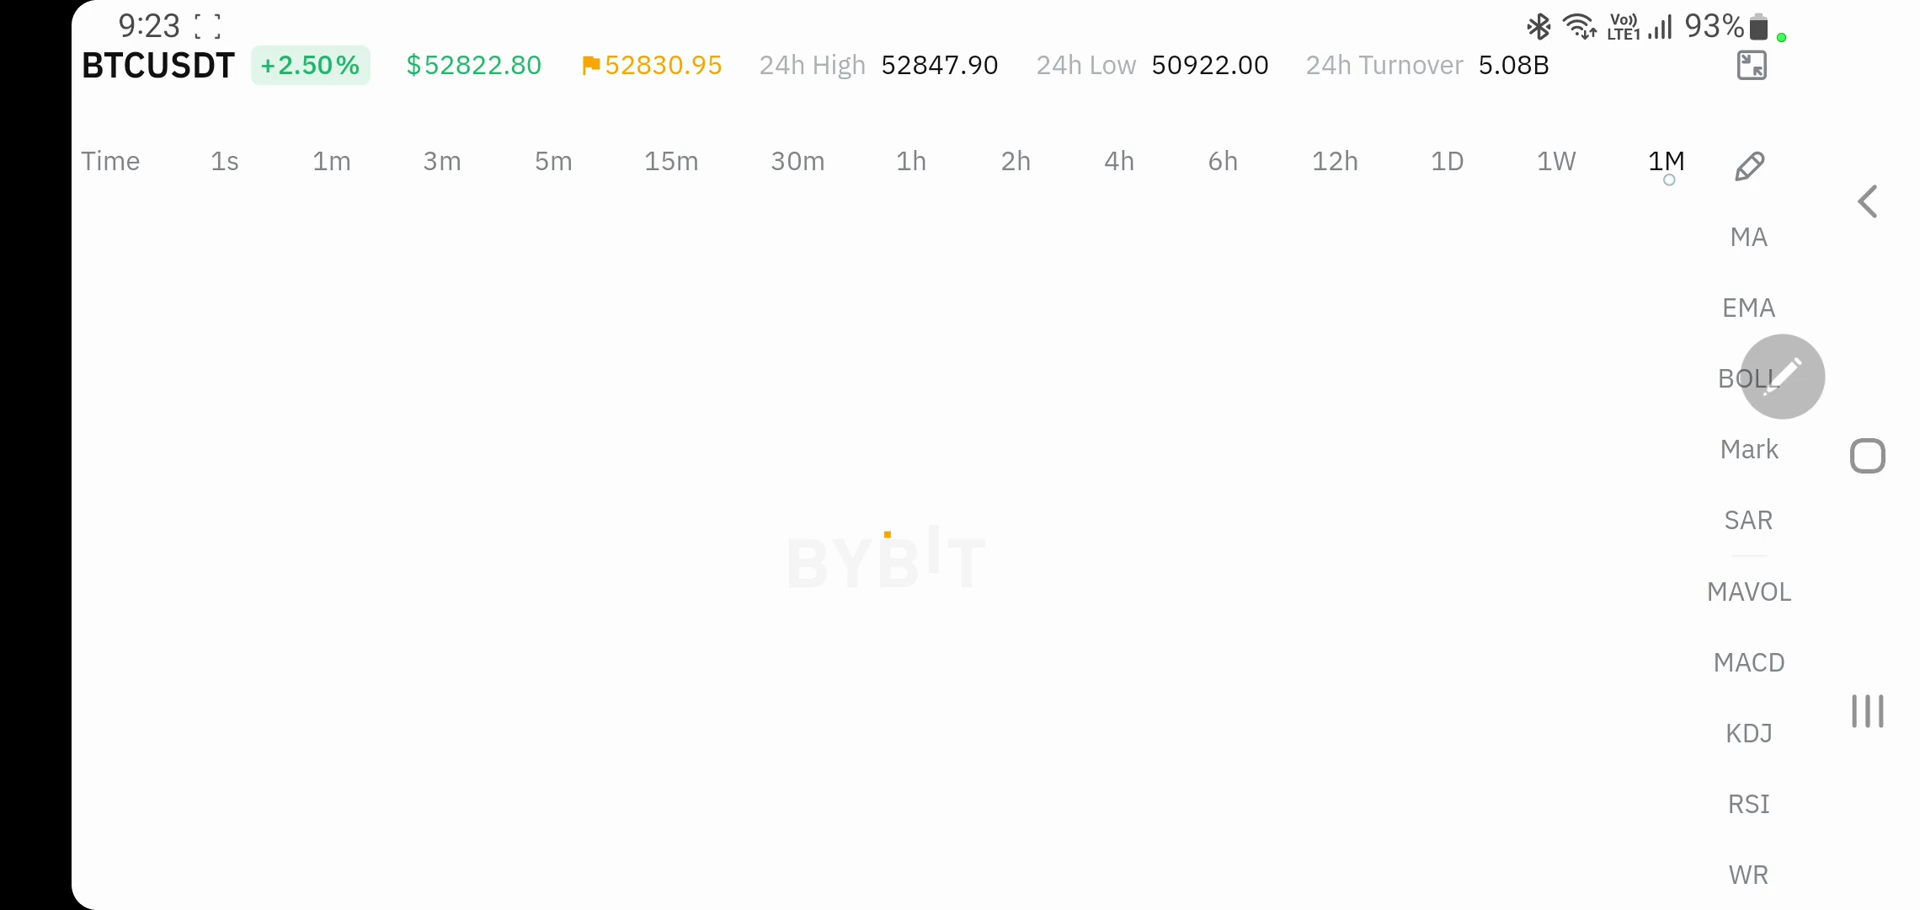 9:23 Vo)) LTE1 93%
BTCUSDT +2.50% $52822.80 52830.95 24h High 52847.90 24h Low 50922.00 24h Turnover 5.08B
Time 1s 1m 3m 5m 15m 30m 1h 2h 4h 6h 12h 1D 1W 1M
MA
EMA
BOLL
Mark
SAR
BYBIT
MAVOL
MACD
KDJ
RSI
WR